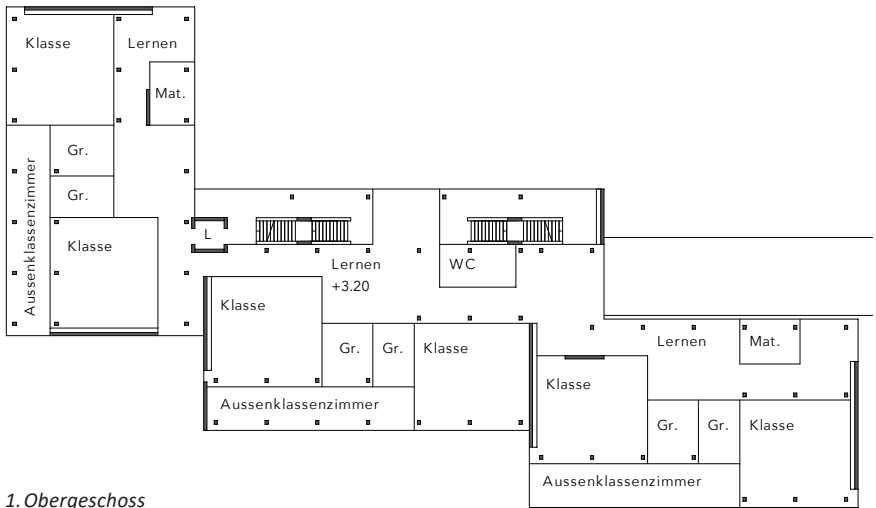 Klasse
Lernen
Mat.
Gr.
Gr.
Aussenklassenzimmer
Klasse
L
Lernen
+3.20
WC
Klasse
Gr.
Gr.
Klasse
Aussenklassenzimmer
Lernen
Mat.
Klasse
Gr.
Gr.
Klasse
Aussenklassenzimmer
1. Obergeschoss